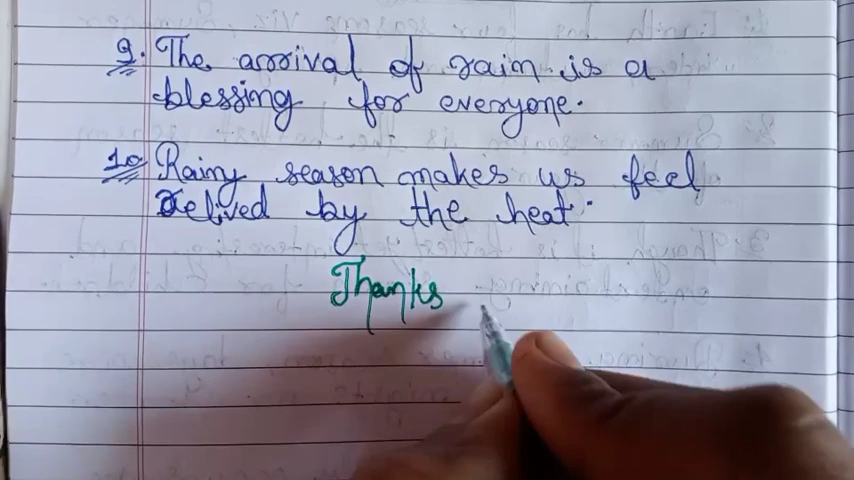 9. The arrival of rain is a
blessing for everyone.
10. Rainy season makes us feel
relived by the heat.
Thanks